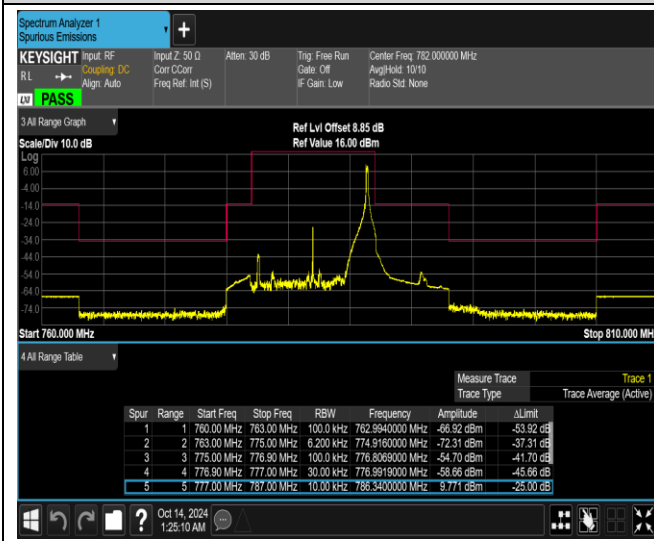 Spectrum Analyzer 1
Spurious Emissions
KEYSIGHT Input: RF Input Z: 50 Ω Atten: 30 dB Trig: Free Run Center Freq: 782.000000 MHz
RL Coupling: DC Corr CCorr Gate: Off Avg|Hold: 10/10
Align: Auto Freq Ref: Int (S) IF Gain: Low Radio Std: None
LXI PASS
3 All Range Graph
Ref Lvl Offset 8.85 dB
Scale/Div 10.0 dB Ref Value 16.00 dBm
Log
6.00
-4.00
-14.0
-24.0
-34.0
-44.0
-54.0
-64.0
-74.0
Start 760.000 MHz Stop 810.000 MH
4 All Range Table
Measure Trace Trace 1
Trace Type Trace Average (Active)
Spur Range Start Freq Stop Freq RBW Frequency Amplitude ΔLimit
1 1 760.00 MHz 763.00 MHz 100.0 kHz 762.9940000 MHz -66.92 dBm -53.92 dB
2 2 763.00 MHz 775.00 MHz 6.200 kHz 774.9160000 MHz -72.31 dBm -37.31 dB
3 3 775.00 MHz 776.90 MHz 100.0 kHz 776.8069000 MHz -54.70 dBm -41.70 dB
4 4 776.90 MHz 777.00 MHz 30.00 kHz 776.9919000 MHz -58.66 dBm -45.66 dB
5 5 777.00 MHz 787.00 MHz 10.00 kHz 786.3400000 MHz 9.771 dBm -25.00 dB
Oct 14, 2024
1:25:10 AM